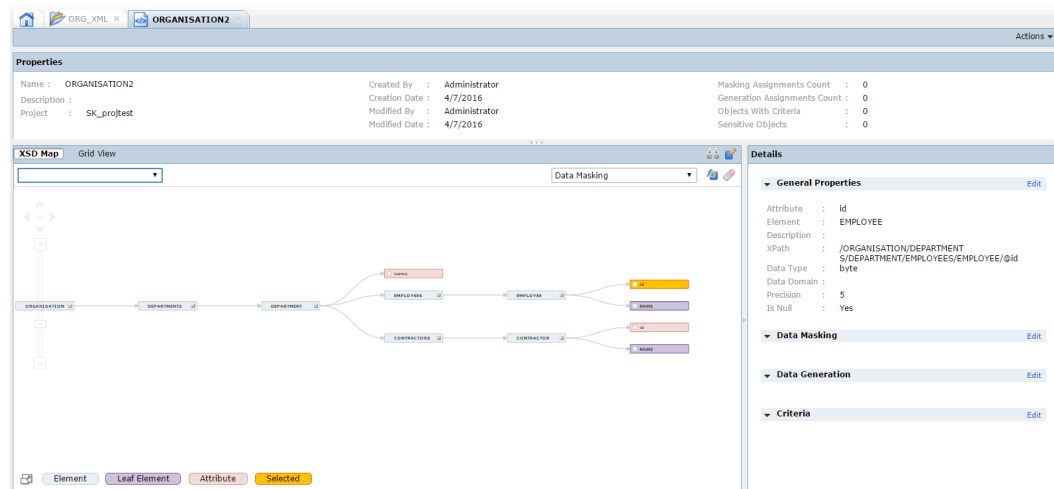 ORG_XML × ORGANISATION2 ×
Actions
Properties
Name : ORGANISATION2
Description :
Project : SK_projtest
Created By : Administrator
Creation Date : 4/7/2016
Modified By : Administrator
Modified Date : 4/7/2016
Masking Assignments Count : 0
Generation Assignments Count : 0
Objects With Criteria : 0
Sensitive Objects : 0
XSD Map Grid View
Data Masking
ORGANISATION
DEPARTMENTS
DEPARTMENT
name
EMPLOYEES
EMPLOYEE
id
NAME
CONTRACTORS
CONTRACTOR
id
NAME
Element Leaf Element Attribute Selected
Details
General Properties Edit
Attribute : id
Element : EMPLOYEE
Description :
XPath : /ORGANISATION/DEPARTMENT
S/DEPARTMENT/EMPLOYEES/EMPLOYEE/@id
Data Type : byte
Data Domain :
Precision : 5
Is Null : Yes
Data Masking Edit
Data Generation Edit
Criteria Edit